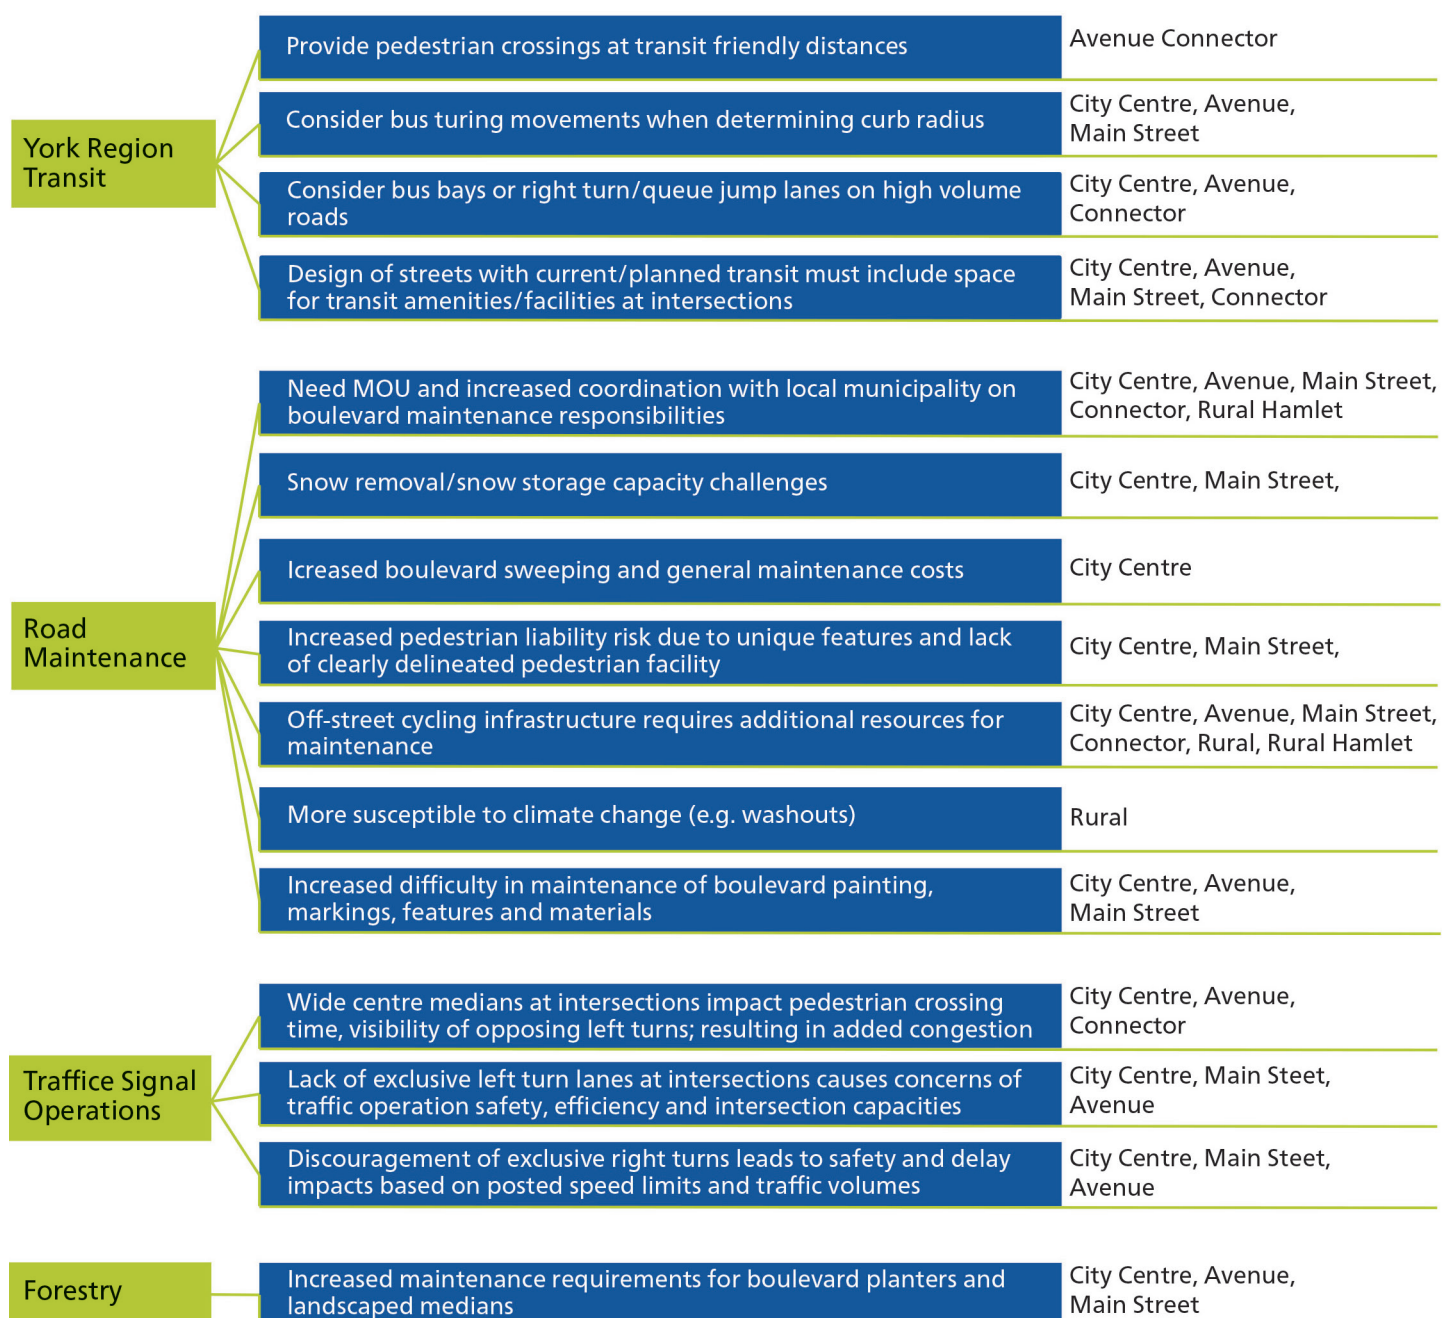 York Region
Transit
Provide pedestrian crossings at transit friendly distances
Avenue Connector
Consider bus turing movements when determining curb radius
City Centre, Avenue,
Main Street
Consider bus bays or right turn/queue jump lanes on high volume
roads
City Centre, Avenue,
Connector
Design of streets with current/planned transit must include space
for transit amenities/facilities at intersections
City Centre, Avenue,
Main Street, Connector
Road
Maintenance
Need MOU and increased coordination with local municipality on
boulevard maintenance responsibilities
City Centre, Avenue, Main Street,
Connector, Rural Hamlet
Snow removal/snow storage capacity challenges
City Centre, Main Street,
Icreased boulevard sweeping and general maintenance costs
City Centre
Increased pedestrian liability risk due to unique features and lack
of clearly delineated pedestrian facility
City Centre, Main Street,
Off-street cycling infrastructure requires additional resources for
maintenance
City Centre, Avenue, Main Street,
Connector, Rural, Rural Hamlet
More susceptible to climate change (e.g. washouts)
Rural
Increased difficulty in maintenance of boulevard painting,
markings, features and materials
City Centre, Avenue,
Main Street
Traffice Signal
Operations
Wide centre medians at intersections impact pedestrian crossing
time, visibility of opposing left turns; resulting in added congestion
City Centre, Avenue,
Connector
Lack of exclusive left turn lanes at intersections causes concerns of
traffic operation safety, efficiency and intersection capacities
City Centre, Main Steet,
Avenue
Discouragement of exclusive right turns leads to safety and delay
impacts based on posted speed limits and traffic volumes
City Centre, Main Steet,
Avenue
Forestry
Increased maintenance requirements for boulevard planters and
landscaped medians
City Centre, Avenue,
Main Street